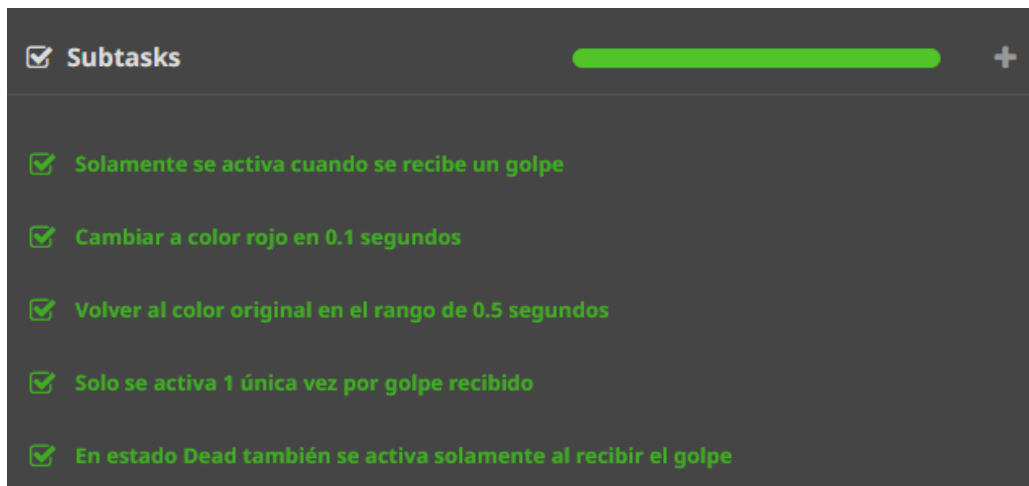 Subtasks
Solamente se activa cuando se recibe un golpe
Cambiar a color rojo en 0.1 segundos
Volver al color original en el rango de 0.5 segundos
Solo se activa 1 única vez por golpe recibido
En estado Dead también se activa solamente al recibir el golpe